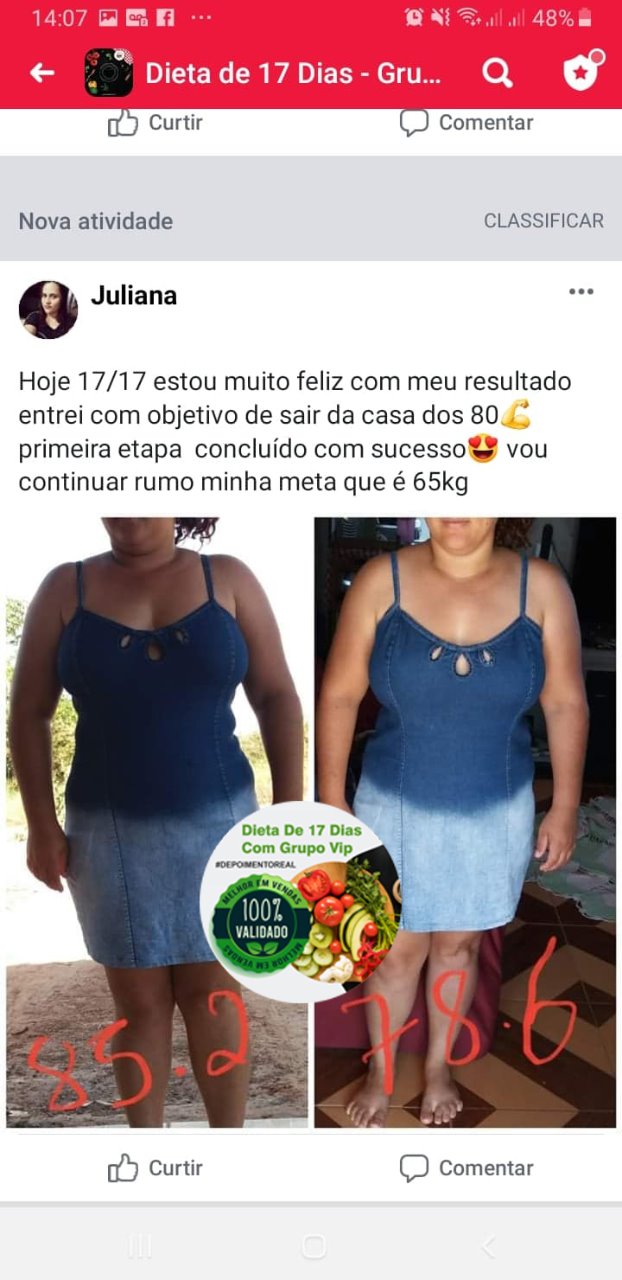 14:07
48%
Dieta de 17 Dias - Gru...
Curtir
Comentar
Nova atividade
CLASSIFICAR
Juliana
Hoje 17/17 estou muito feliz com meu resultado
entrei com objetivo de sair da casa dos 80💪
primeira etapa concluído com sucesso😍 vou
continuar rumo minha meta que é 65kg
Dieta De 17 Dias
Com Grupo Vip
#DEPOIMENTOREAL
MELHOR EM VENDAS
100%
VALIDADO
MELHOR EM VENDAS
85.2
78.6
Curtir
Comentar